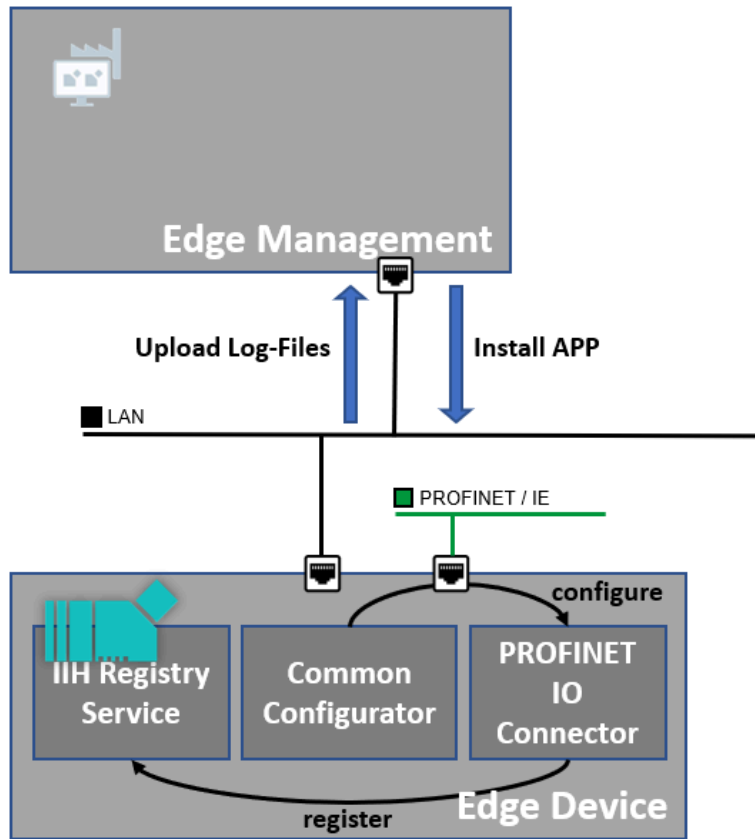 Edge Management
Upload Log-Files
Install APP
LAN
PROFINET / IE
configure
IIH Registry
Service
Common
Configurator
PROFINET
IO
Connector
register
Edge Device